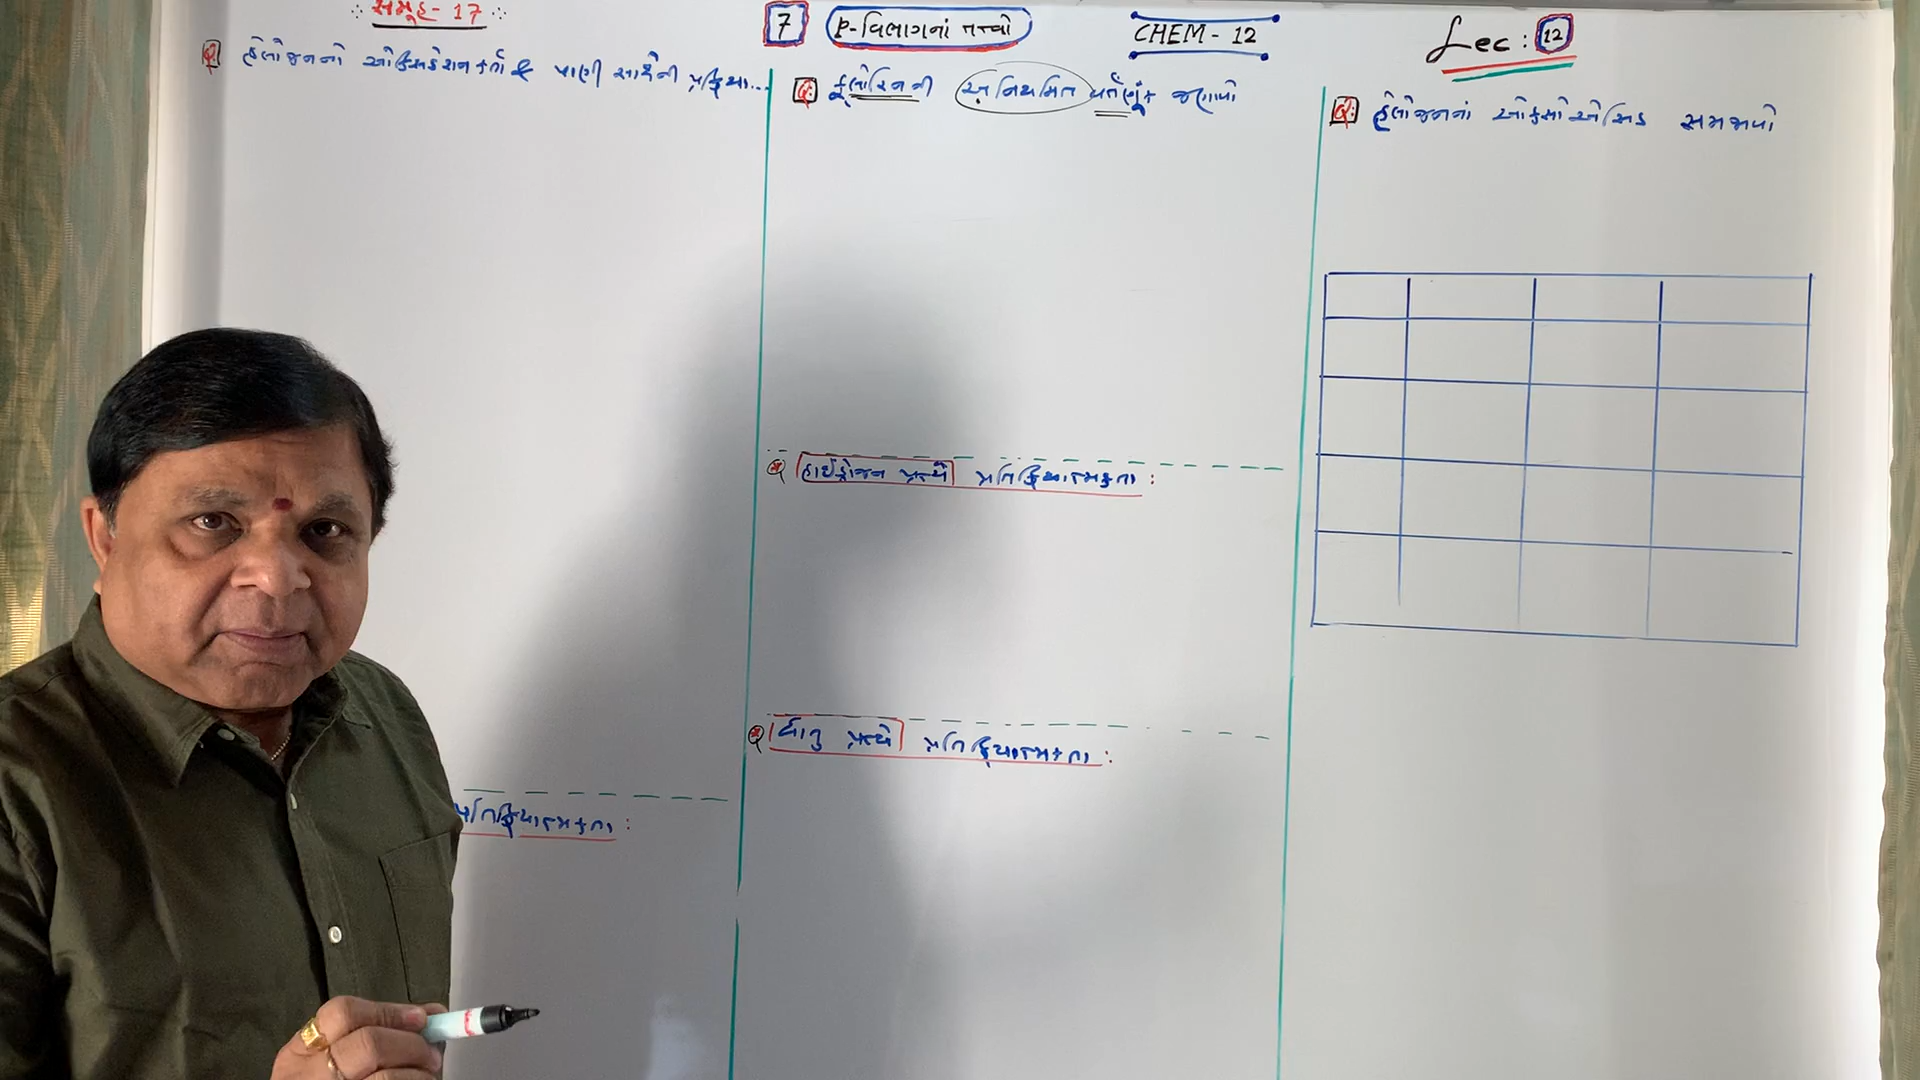 સમૂહ - 17
7 P-વિભાગનાં તત્ત્વો
CHEM - 12
Lec : 12
Q: હેલોજનનો ઓક્સિડેશનકર્તા & પાણી સાથેની પ્રક્રિયા...
Q: ફ્લોરિનની અનિયમિત વર્તણૂંક જણાવો
Q: હેલોજનનાં ઓક્સોએસિડ સમજાવો
* હાઈડ્રોજન પ્રત્યે પ્રતિક્રિયાત્મકતા :
* ધાતુ પ્રત્યે પ્રતિક્રિયાત્મકતા :
પ્રતિક્રિયાત્મકતા :